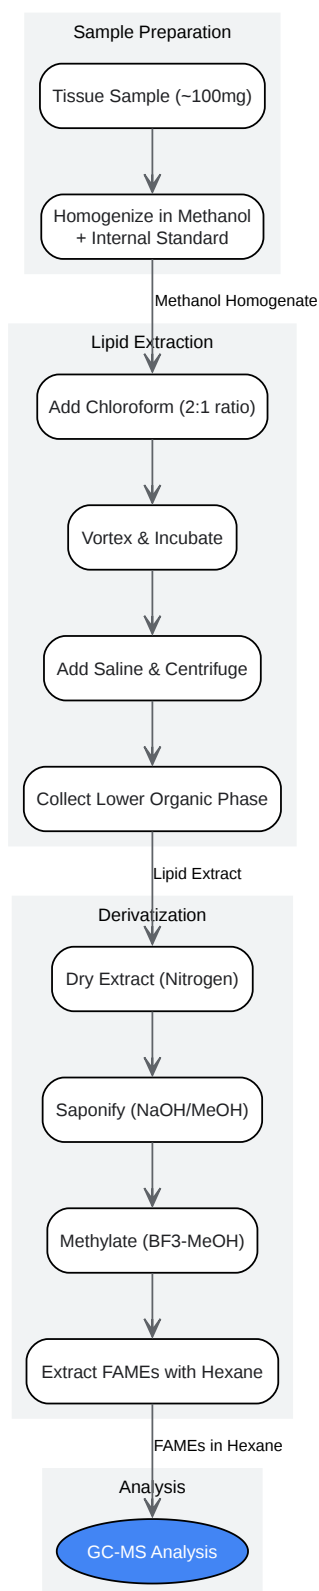 Sample Preparation
Tissue Sample (~100mg)
Homogenize in Methanol
+ Internal Standard
Methanol Homogenate
Lipid Extraction
Add Chloroform (2:1 ratio)
Vortex & Incubate
Add Saline & Centrifuge
Collect Lower Organic Phase
Lipid Extract
Derivatization
Dry Extract (Nitrogen)
Saponify (NaOH/MeOH)
Methylate (BF3-MeOH)
Extract FAMEs with Hexane
FAMEs in Hexane
Analysis
GC-MS Analysis